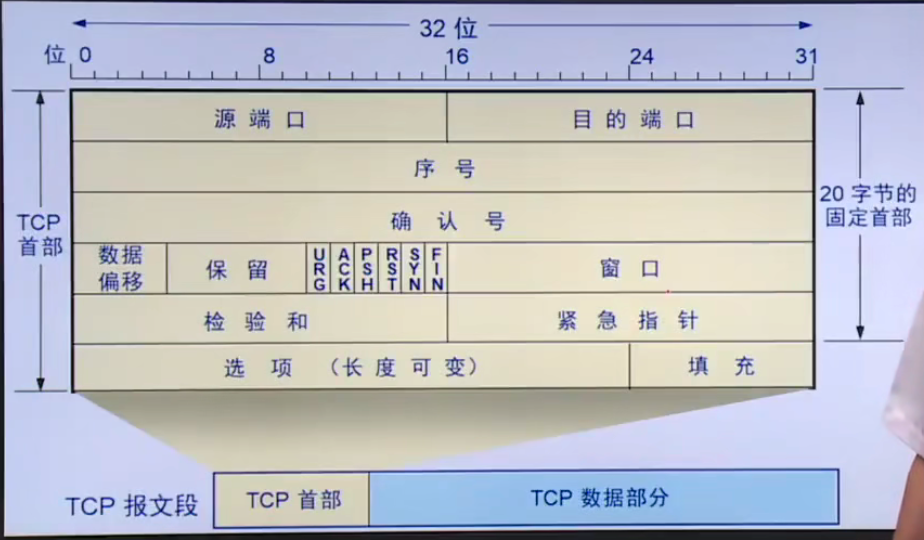 32 位
位 0 8 16 24 31
源端口 目的端口
序号
TCP
首部
确认号
20 字节的
固定首部
数据
偏移
保留
URG ACK PSH RST SYN FIN
窗口
检验和 紧急指针
选项 (长度可变) 填充
TCP 报文段
TCP 首部
TCP 数据部分